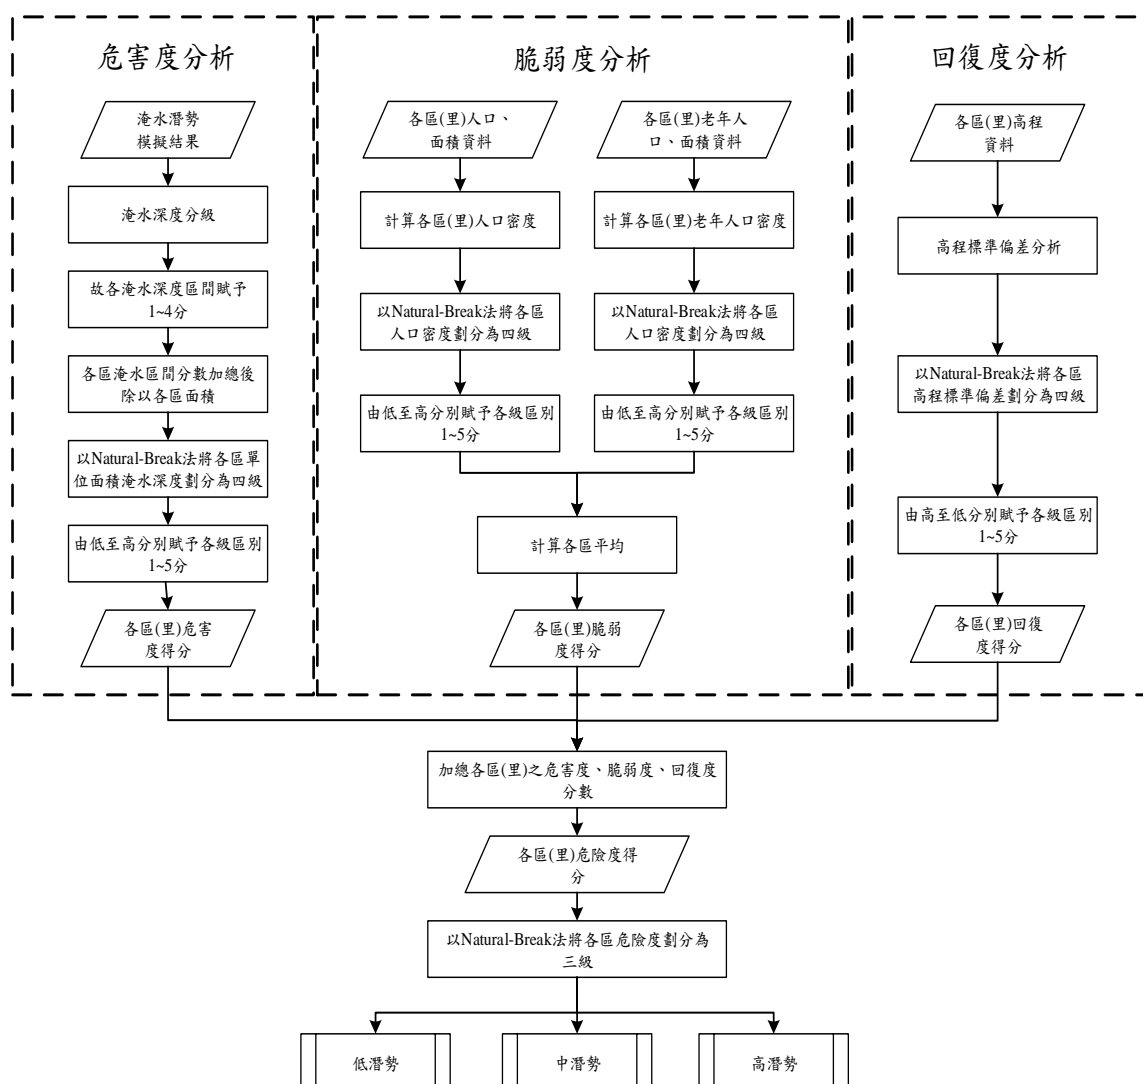 危害度分析
淹水潛勢
模擬結果
淹水深度分級
故各淹水深度區間賦予
1~4分
各區淹水區間分數加總後
除以各區面積
以Natural-Break法將各區單
位面積淹水深度劃分為四級
由低至高分別賦予各級區別
1~5分
各區(里)危害
度得分
脆弱度分析
各區(里)人口、
面積資料
計算各區(里)人口密度
以Natural-Break法將各區
人口密度劃分為四級
由低至高分別賦予各級區別
1~5分
各區(里)老年人
口、面積資料
計算各區(里)老年人口密度
以Natural-Break法將各區
人口密度劃分為四級
由低至高分別賦予各級區別
1~5分
計算各區平均
各區(里)脆弱
度得分
回復度分析
各區(里)高程
資料
高程標準偏差分析
以Natural-Break法將各區
高程標準偏差劃分為四級
由高至低分別賦予各級區別
1~5分
各區(里)回復
度得分
加總各區(里)之危害度、脆弱度、回復度
分數
各區(里)危險度得
分
以Natural-Break法將各區危險度劃分為
三級
低潛勢
中潛勢
高潛勢